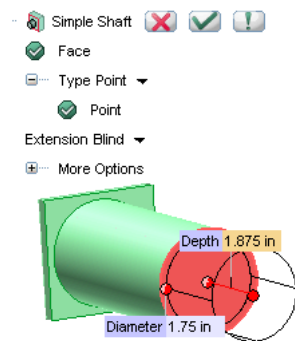 Simple Shaft
Face
Type Point
Point
Extension Blind
More Options
Depth 1.875 in
Diameter 1.75 in